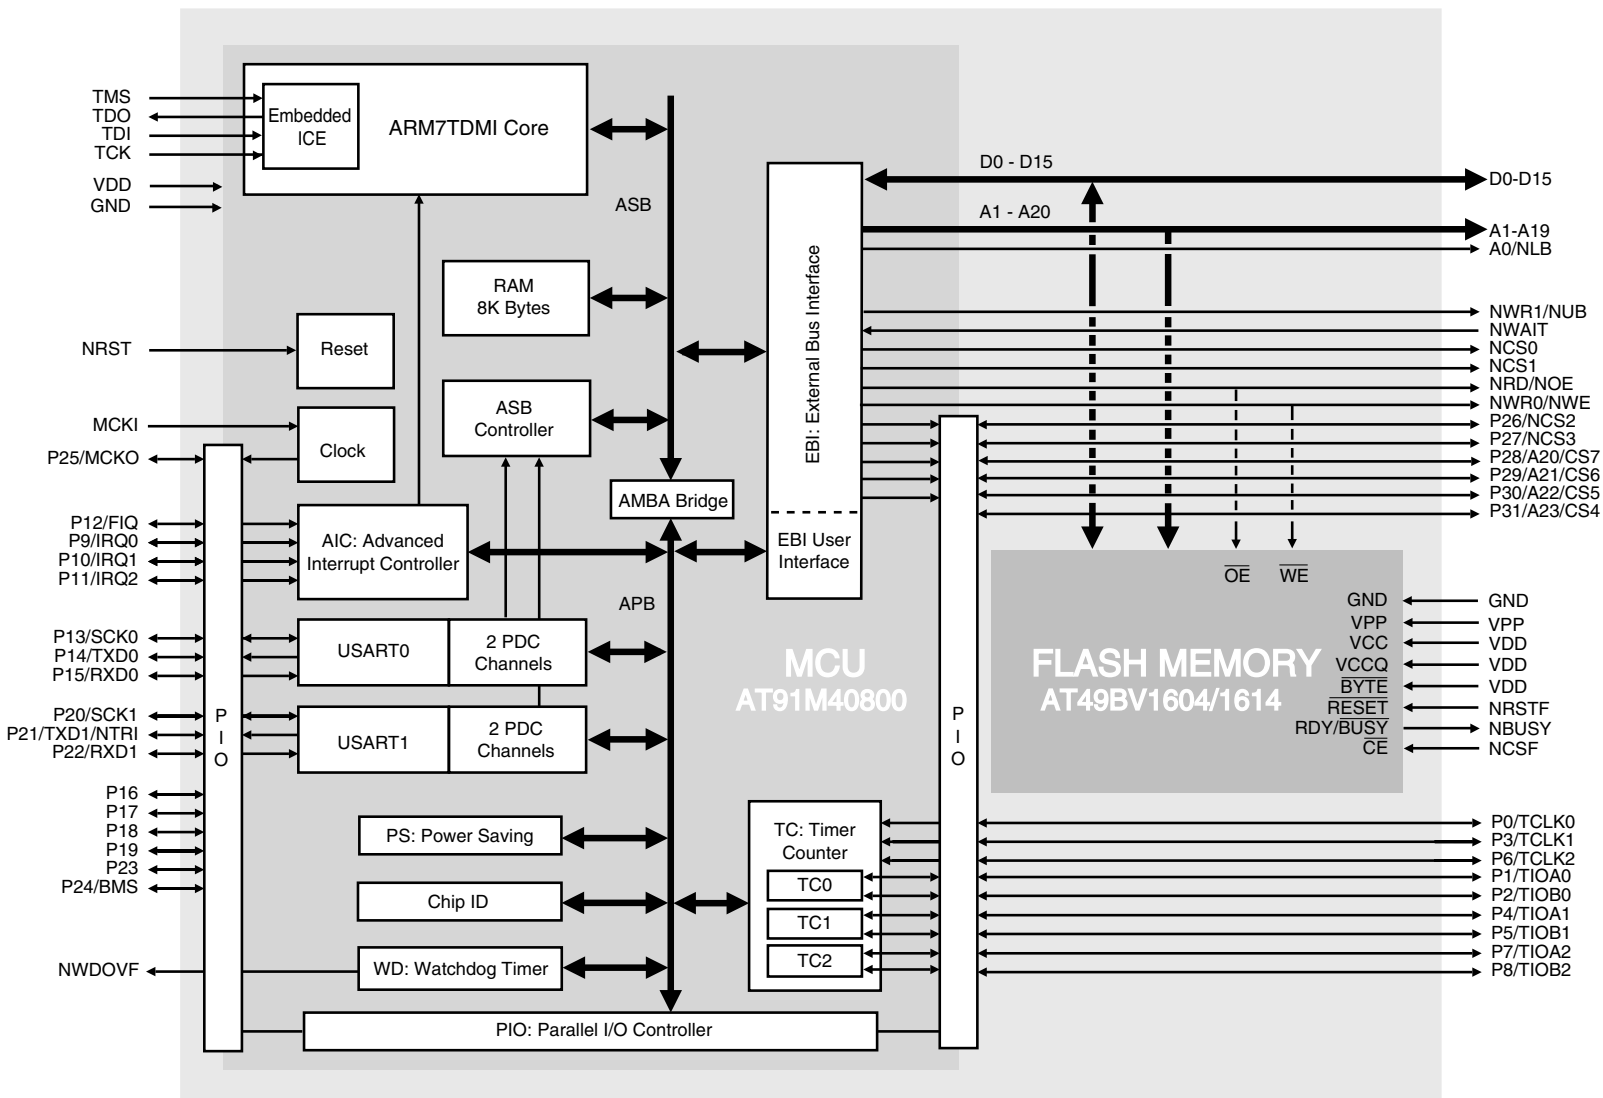 TMS
TDO
TDI
TCK
VDD
GND
NRST
MCKI
P25/MCKO
P12/FIQ
P9/IRQ0
P10/IRQ1
P11/IRQ2
P13/SCK0
P14/TXD0
P15/RXD0
P20/SCK1
P21/TXD1/NTRI
P22/RXD1
P16
P17
P18
P19
P23
P24/BMS
NWDOVF
P
I
O
Embedded
ICE
ARM7TDMI Core
RAM
8K Bytes
Reset
Clock
ASB
Controller
AIC: Advanced
Interrupt Controller
USART0
2 PDC
Channels
USART1
2 PDC
Channels
PS: Power Saving
Chip ID
WD: Watchdog Timer
PIO: Parallel I/O Controller
ASB
AMBA Bridge
APB
EBI: External Bus Interface
EBI User
Interface
MCU
AT91M40800
TC: Timer
Counter
TC0
TC1
TC2
P
I
O
D0 - D15
A1 - A20
OE
WE
FLASH MEMORY
AT49BV1604/1614
GND
VPP
VCC
VCCQ
BYTE
RESET
RDY/BUSY
CE
D0-D15
A1-A19
A0/NLB
NWR1/NUB
NWAIT
NCS0
NCS1
NRD/NOE
NWR0/NWE
P26/NCS2
P27/NCS3
P28/A20/CS7
P29/A21/CS6
P30/A22/CS5
P31/A23/CS4
GND
VPP
VDD
VDD
VDD
NRSTF
NBUSY
NCSF
P0/TCLK0
P3/TCLK1
P6/TCLK2
P1/TIOA0
P2/TIOB0
P4/TIOA1
P5/TIOB1
P7/TIOA2
P8/TIOB2